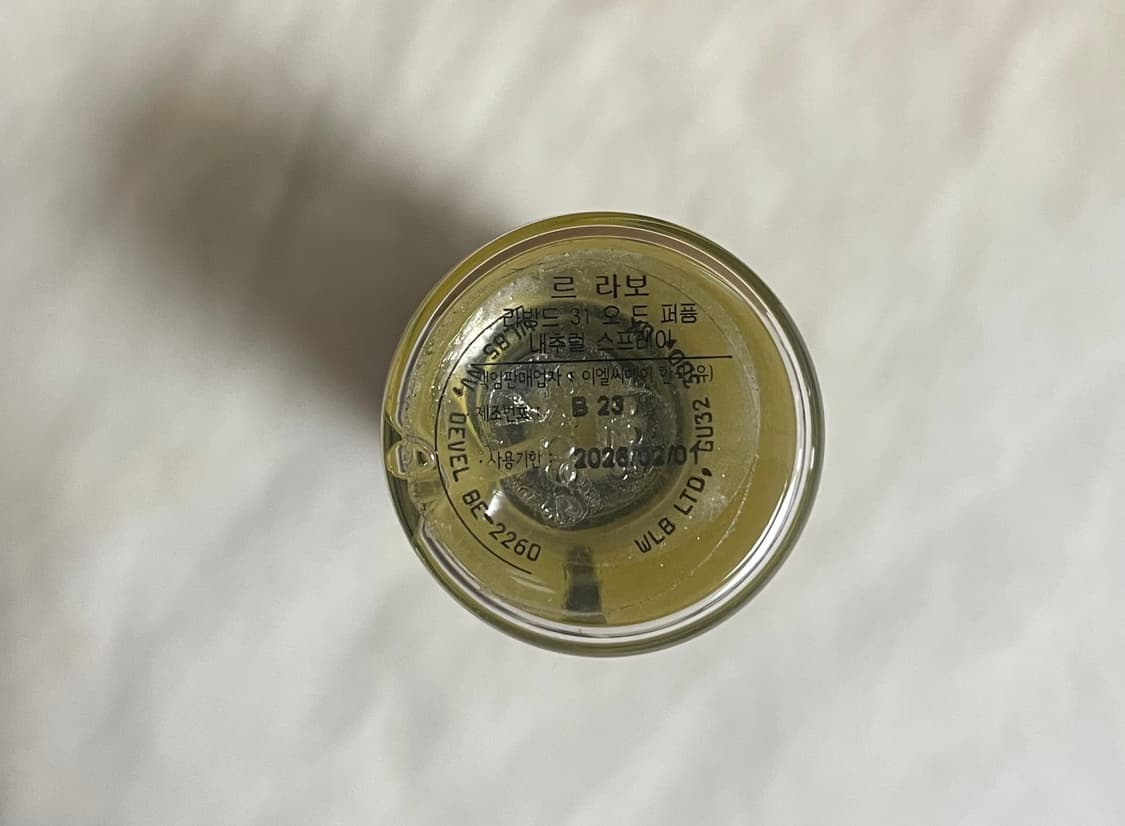 르 라보
리방드 31 오 드 퍼퓸
내추럴 스프레이
책임판매업자 : 이엘씨에이 한국(유)
· 제조번호 : B 23
· 사용기한 : 2026/02/01
WLB LTD, GU32
DEVEL BE-2260